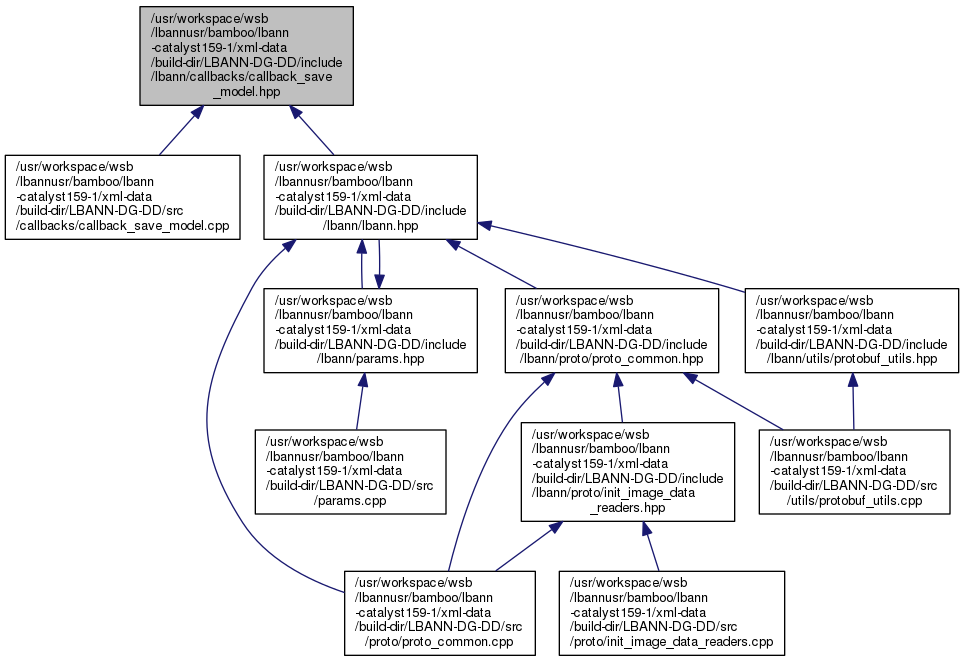 /usr/workspace/wsb
/lbannusr/bamboo/lbann
-catalyst159-1/xml-data
/build-dir/LBANN-DG-DD/include
/lbann/callbacks/callback_save
_model.hpp
/usr/workspace/wsb
/lbannusr/bamboo/lbann
-catalyst159-1/xml-data
/build-dir/LBANN-DG-DD/src
/callbacks/callback_save_model.cpp
/usr/workspace/wsb
/lbannusr/bamboo/lbann
-catalyst159-1/xml-data
/build-dir/LBANN-DG-DD/include
/lbann/lbann.hpp
/usr/workspace/wsb
/lbannusr/bamboo/lbann
-catalyst159-1/xml-data
/build-dir/LBANN-DG-DD/include
/lbann/params.hpp
/usr/workspace/wsb
/lbannusr/bamboo/lbann
-catalyst159-1/xml-data
/build-dir/LBANN-DG-DD/include
/lbann/proto/proto_common.hpp
/usr/workspace/wsb
/lbannusr/bamboo/lbann
-catalyst159-1/xml-data
/build-dir/LBANN-DG-DD/include
/lbann/utils/protobuf_utils.hpp
/usr/workspace/wsb
/lbannusr/bamboo/lbann
-catalyst159-1/xml-data
/build-dir/LBANN-DG-DD/src
/params.cpp
/usr/workspace/wsb
/lbannusr/bamboo/lbann
-catalyst159-1/xml-data
/build-dir/LBANN-DG-DD/include
/lbann/proto/init_image_data
_readers.hpp
/usr/workspace/wsb
/lbannusr/bamboo/lbann
-catalyst159-1/xml-data
/build-dir/LBANN-DG-DD/src
/utils/protobuf_utils.cpp
/usr/workspace/wsb
/lbannusr/bamboo/lbann
-catalyst159-1/xml-data
/build-dir/LBANN-DG-DD/src
/proto/proto_common.cpp
/usr/workspace/wsb
/lbannusr/bamboo/lbann
-catalyst159-1/xml-data
/build-dir/LBANN-DG-DD/src
/proto/init_image_data_readers.cpp